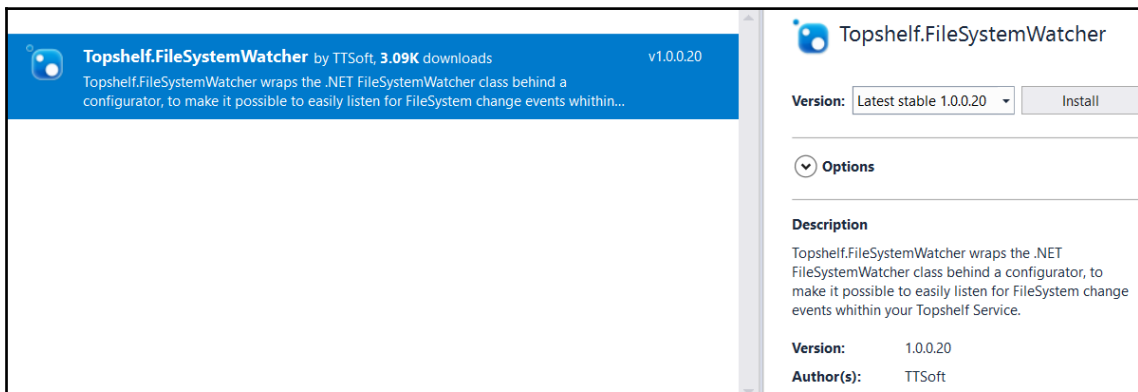 Topshelf.FileSystemWatcher by TTSoft, 3.09K downloads v1.0.0.20
Topshelf.FileSystemWatcher wraps the .NET FileSystemWatcher class behind a
configurator, to make it possible to easily listen for FileSystem change events whithin...
Topshelf.FileSystemWatcher
Version: Latest stable 1.0.0.20 Install
Options
Description
Topshelf.FileSystemWatcher wraps the .NET
FileSystemWatcher class behind a configurator, to
make it possible to easily listen for FileSystem change
events whithin your Topshelf Service.
Version: 1.0.0.20
Author(s): TTSoft